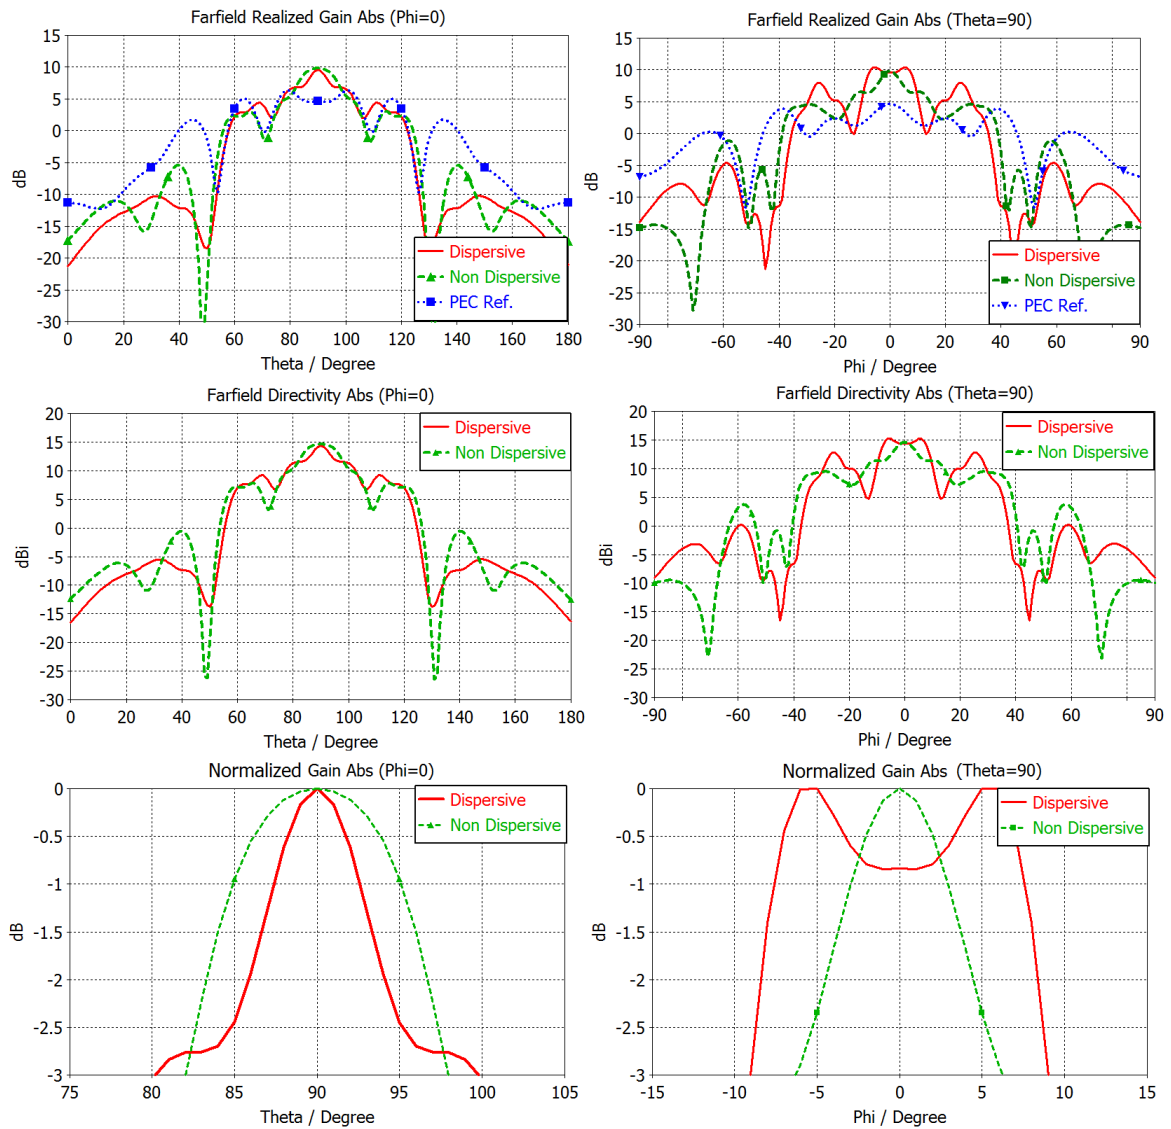 Farfield Realized Gain Abs (Phi=0)
15
10
5
0
-5
-10
-15
-20
-25
-30
dB
0 20 40 60 80 100 120 140 160 180
Theta / Degree
Dispersive
Non Dispersive
PEC Ref.
Farfield Realized Gain Abs (Theta=90)
15
10
5
0
-5
-10
-15
-20
-25
-30
dB
-90 -60 -40 -20 0 20 40 60 90
Phi / Degree
Dispersive
Non Dispersive
PEC Ref.
Farfield Directivity Abs (Phi=0)
20
15
10
5
0
-5
-10
-15
-20
-25
-30
dBi
0 20 40 60 80 100 120 140 160 180
Theta / Degree
Dispersive
Non Dispersive
Farfield Directivity Abs (Theta=90)
20
15
10
5
0
-5
-10
-15
-20
-25
-30
dBi
-90 -60 -40 -20 0 20 40 60 90
Phi / Degree
Dispersive
Non Dispersive
Normalized Gain Abs (Phi=0)
0
-0.5
-1
-1.5
-2
-2.5
-3
dB
75 80 85 90 95 100 105
Theta / Degree
Dispersive
Non Dispersive
Normalized Gain Abs (Theta=90)
0
-0.5
-1
-1.5
-2
-2.5
-3
dB
-15 -10 -5 0 5 10 15
Phi / Degree
Dispersive
Non Dispersive